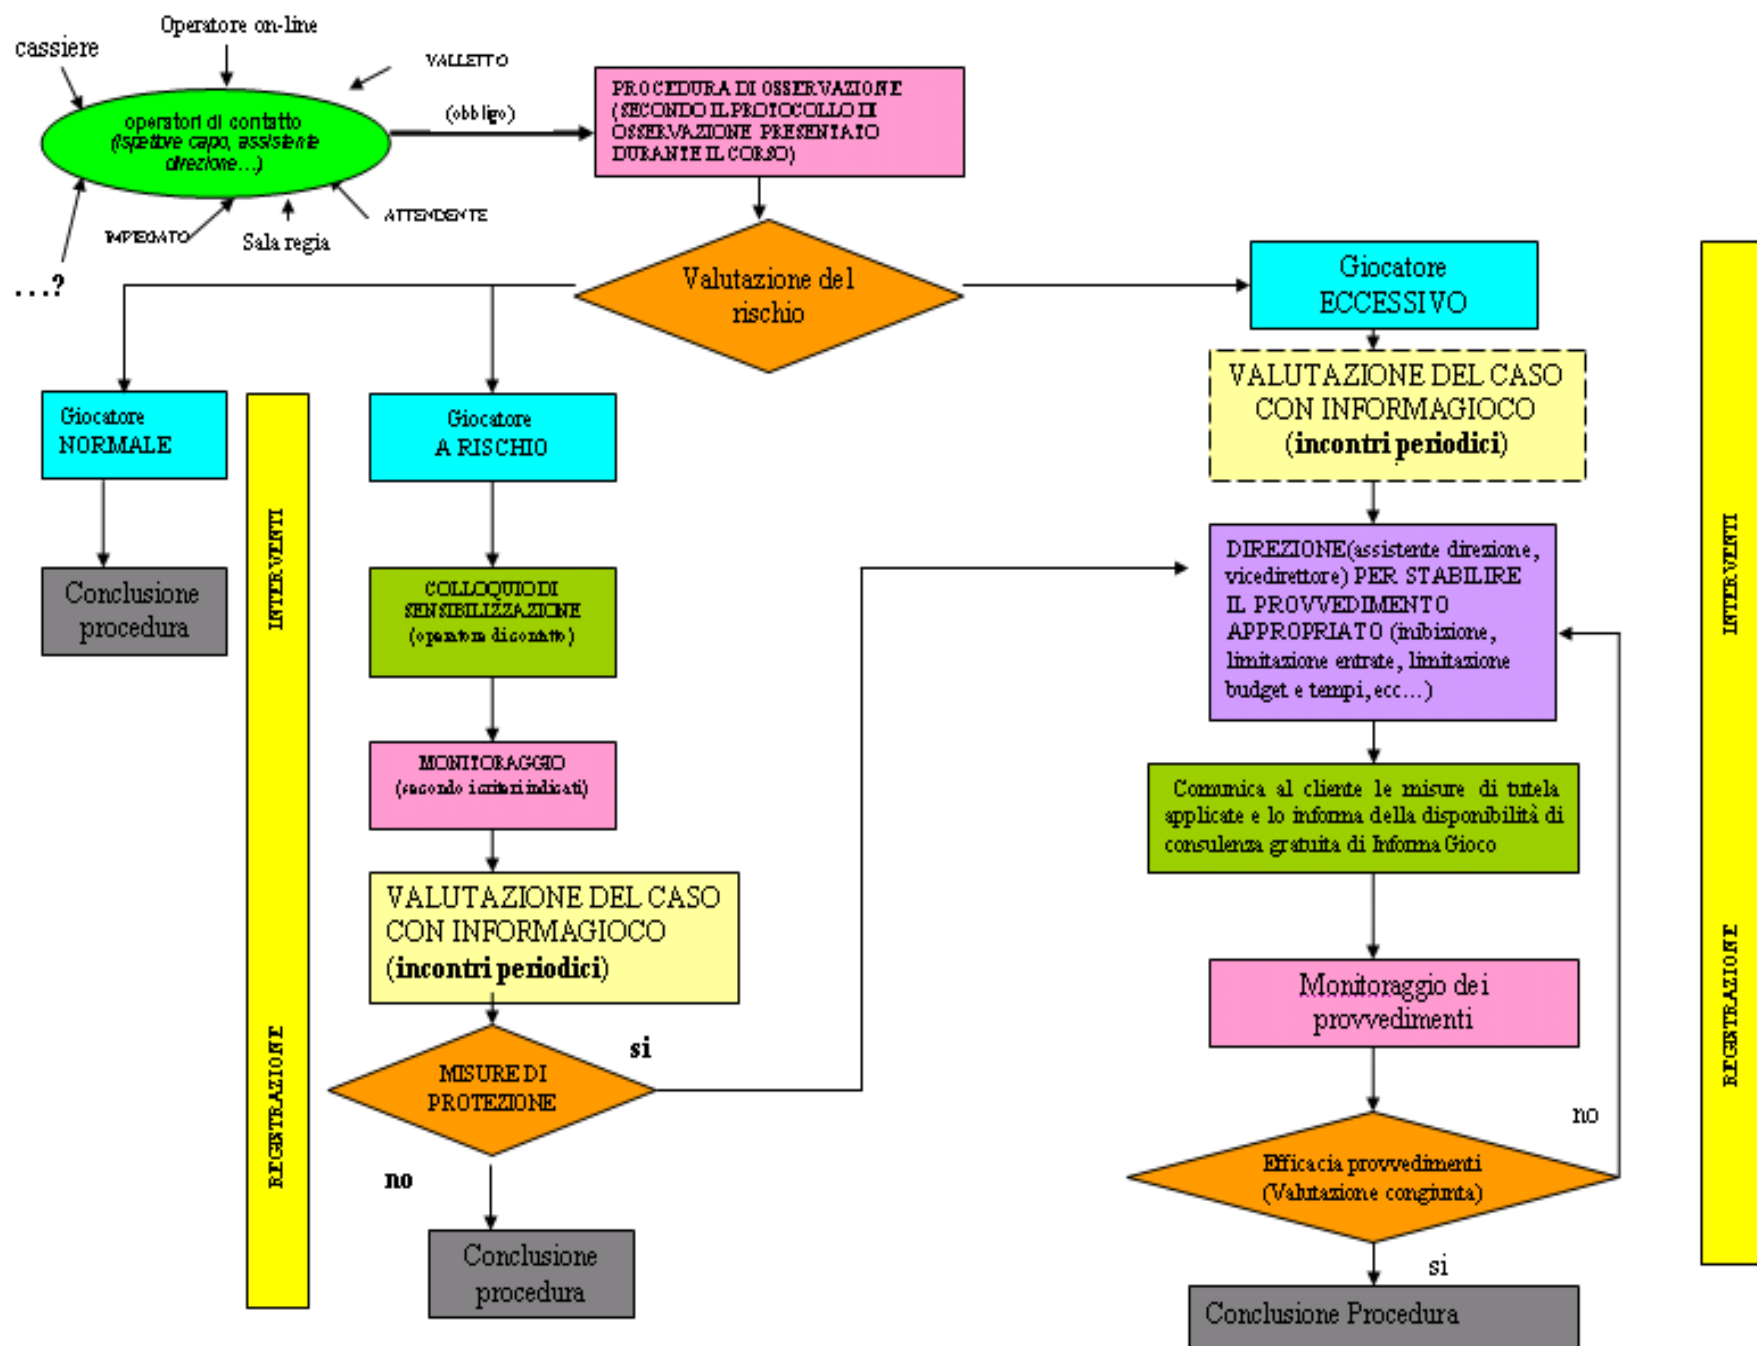 Operatore on-line
cassiere
VALLETTO
operatori di contatto
(ispettore capo, assistente
direzione...)
(obbligo)
PROCEDURA DI OSSERVAZIONE
(SECONDO IL PROTOCOLLO DI
OSSERVAZIONE PRESENTATO
DURANTE IL CORSO)
ATTENDENTE
IMPIEGATO
Sala regia
...?
Valutazione del
rischio
Giocatore
ECCESSIVO
VALUTAZIONE DEL CASO
CON INFORMAGIOCO
(incontri periodici)
Giocatore
NORMALE
Giocatore
A RISCHIO
INTERVENTI
REGISTRAZIONE
Conclusione
procedura
COLLOQUIO DI
SENSIBILIZZAZIONE
(operatore di contatto)
MONITORAGGIO
(secondo i criteri indicati)
VALUTAZIONE DEL CASO
CON INFORMAGIOCO
(incontri periodici)
MISURE DI
PROTEZIONE
si
no
Conclusione
procedura
DIREZIONE(assistente direzione,
vicedirettore) PER STABILIRE
IL PROVVEDIMENTO
APPROPRIATO (inibizione,
limitazione entrate, limitazione
budget e tempi, ecc...)
Comunica al cliente le misure di tutela
applicate e lo informa della disponibilità di
consulenza gratuita di Informa Gioco
Monitoraggio dei
provvedimenti
Efficacia provvedimenti
(Valutazione congiunta)
no
si
Conclusione Procedura
INTERVENTI
REGISTRAZIONE